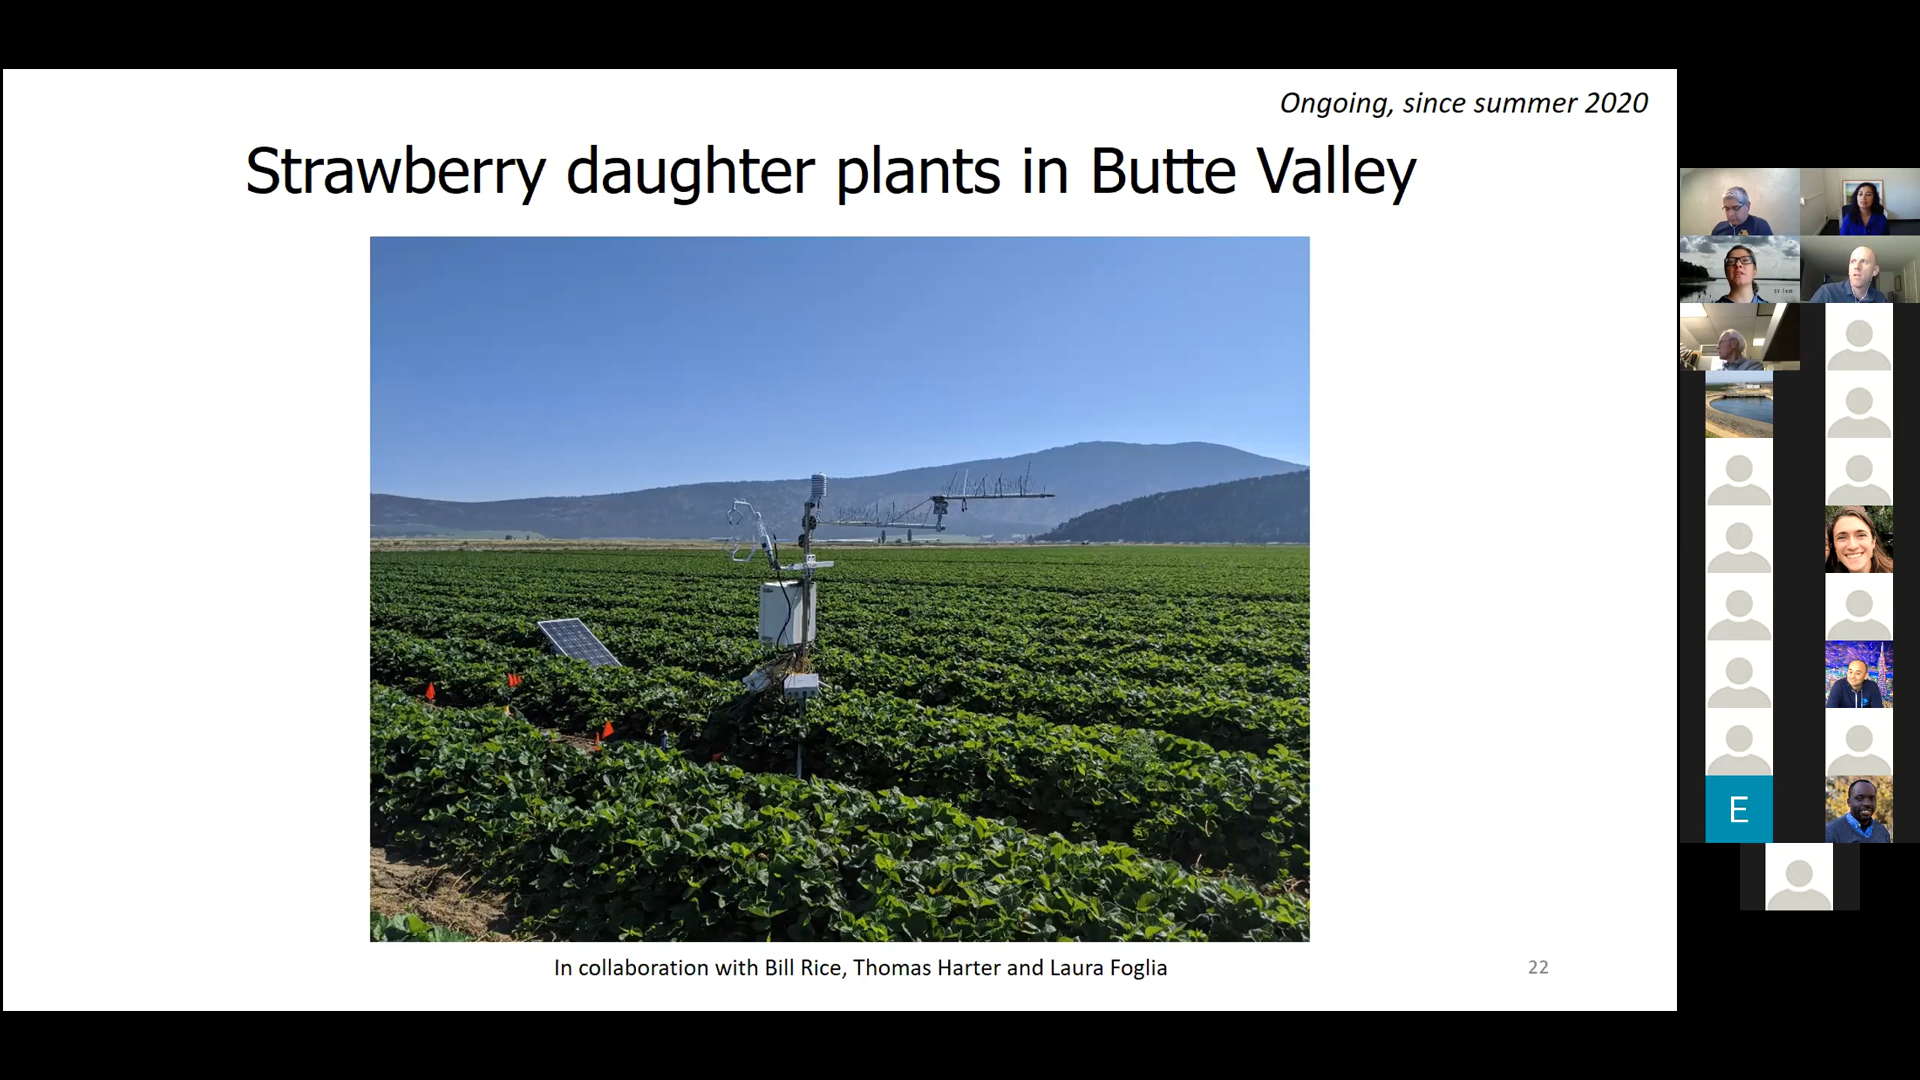 Ongoing, since summer 2020
Strawberry daughter plants in Butte Valley
In collaboration with Bill Rice, Thomas Harter and Laura Foglia
22
E